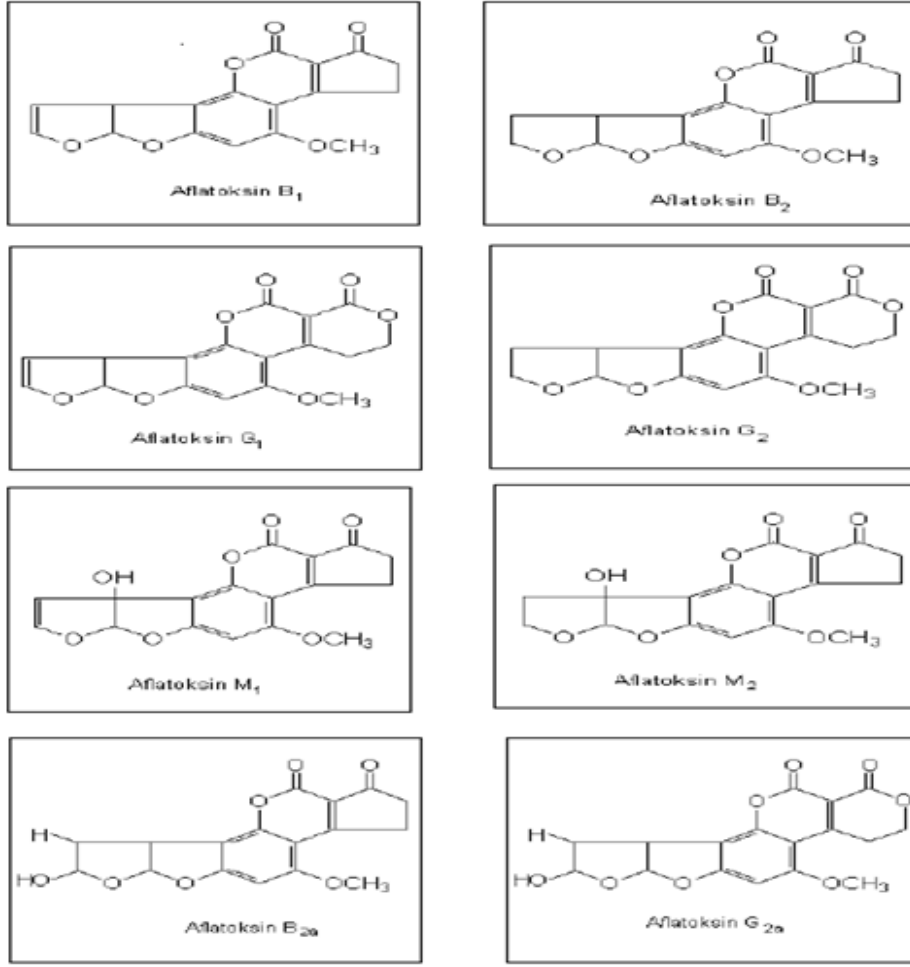 O O
O
O O OCH₃
Aflatoksin B₁
O O
O
O O OCH₃
Aflatoksin B₂
O O
O O
O O OCH₃
Aflatoksin G₁
O O
O O
O O OCH₃
Aflatoksin G₂
O O
OH O
O O OCH₃
Aflatoksin M₁
O O
OH O
O O OCH₃
Aflatoksin M₂
O O
O
H
HO O O OCH₃
Aflatoksin B₂ₐ
O O
O O
H
HO O O OCH₃
Aflatoksin G₂ₐ